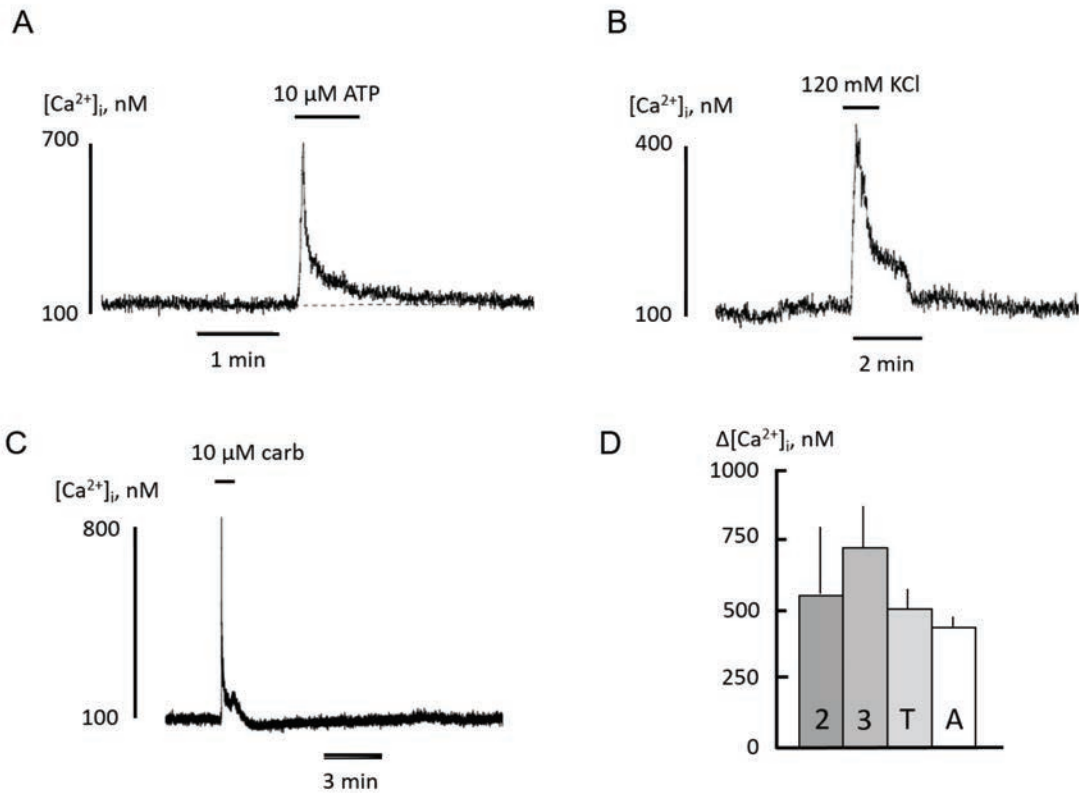 A
[Ca²⁺]ᵢ, nM
10 µM ATP
700
100
1 min
B
120 mM KCl
[Ca²⁺]ᵢ, nM
400
100
2 min
C
10 µM carb
[Ca²⁺]ᵢ, nM
800
100
3 min
D
Δ[Ca²⁺]ᵢ, nM
1000
750
500
250
0
2 3 T A